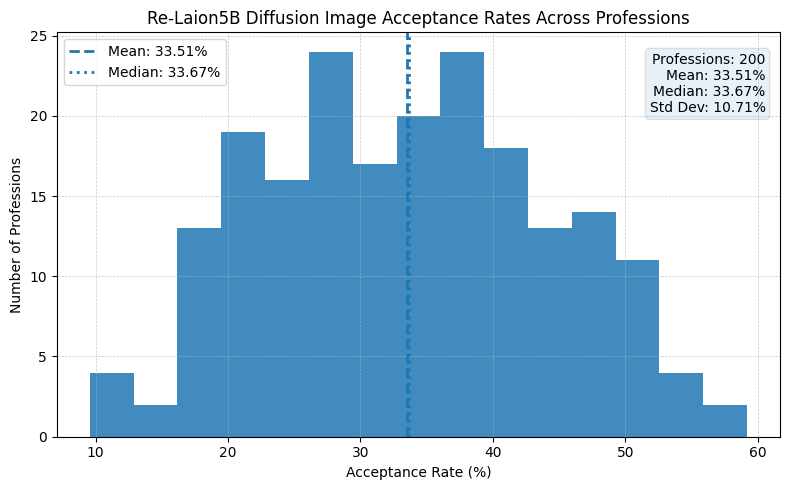 Re-Laion5B Diffusion Image Acceptance Rates Across Professions
Mean: 33.51%
Median: 33.67%
Professions: 200
Mean: 33.51%
Median: 33.67%
Std Dev: 10.71%
Number of Professions
25
20
15
10
5
0
10
20
30
40
50
60
Acceptance Rate (%)